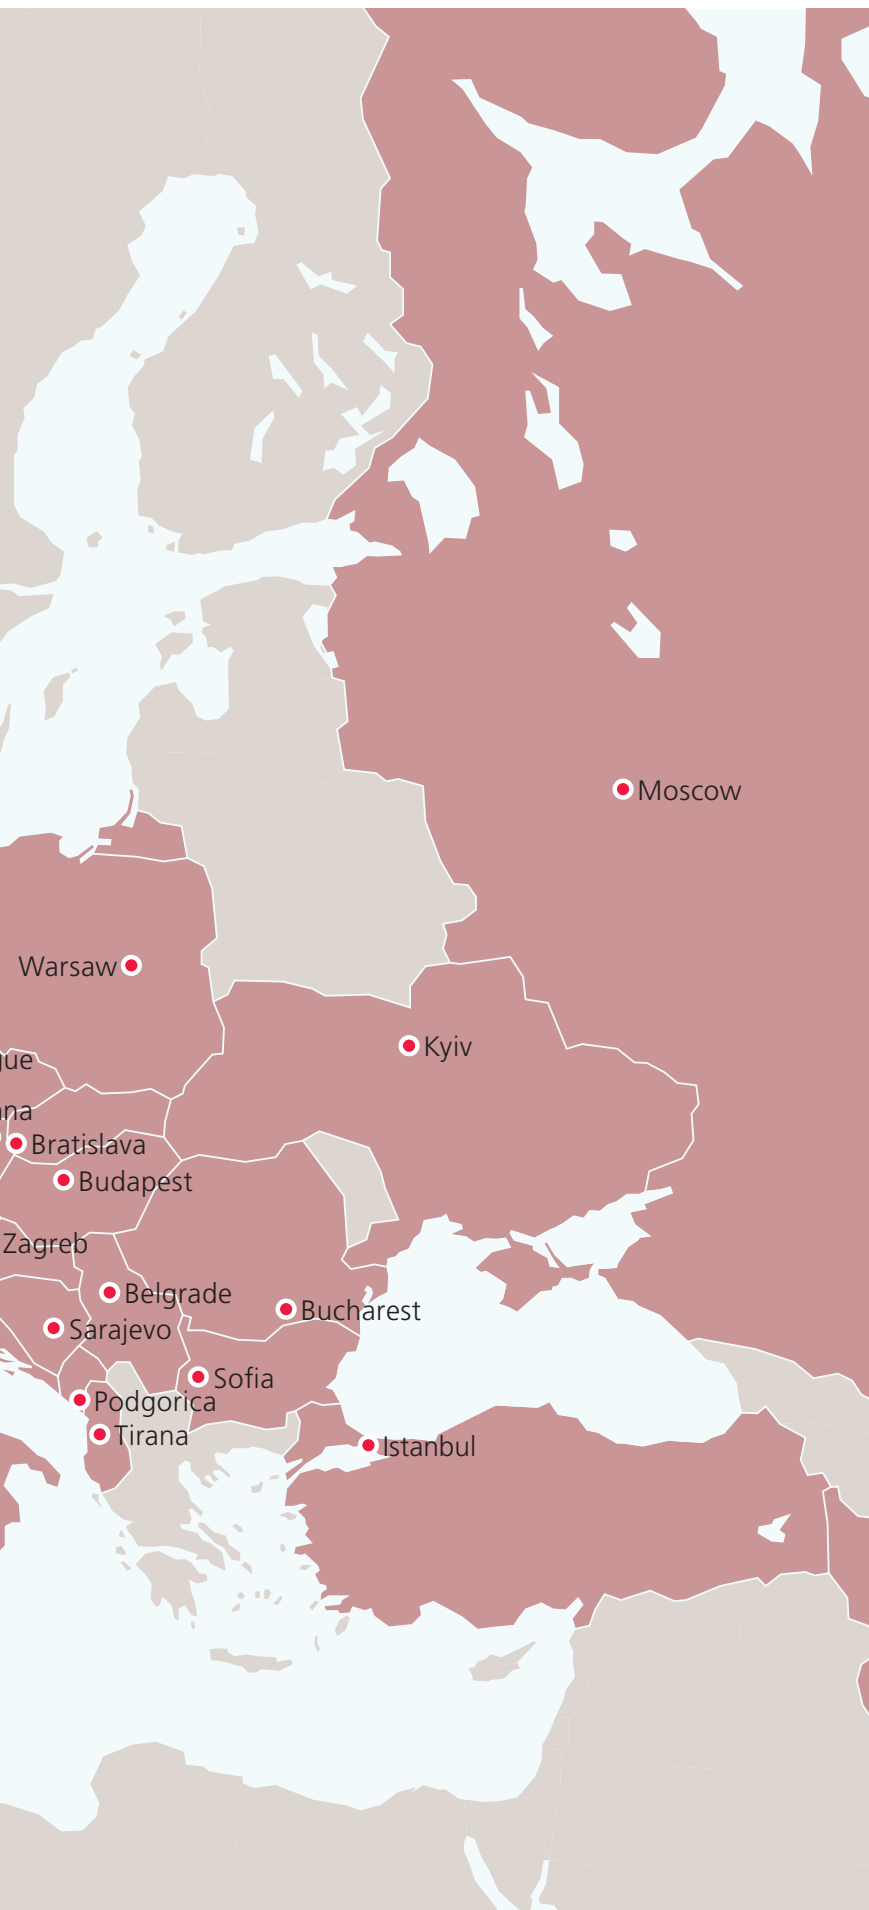 Moscow
Warsaw
Kyiv
Bratislava
Budapest
Zagreb
Belgrade
Bucharest
Sarajevo
Sofia
Podgorica
Tirana
Istanbul